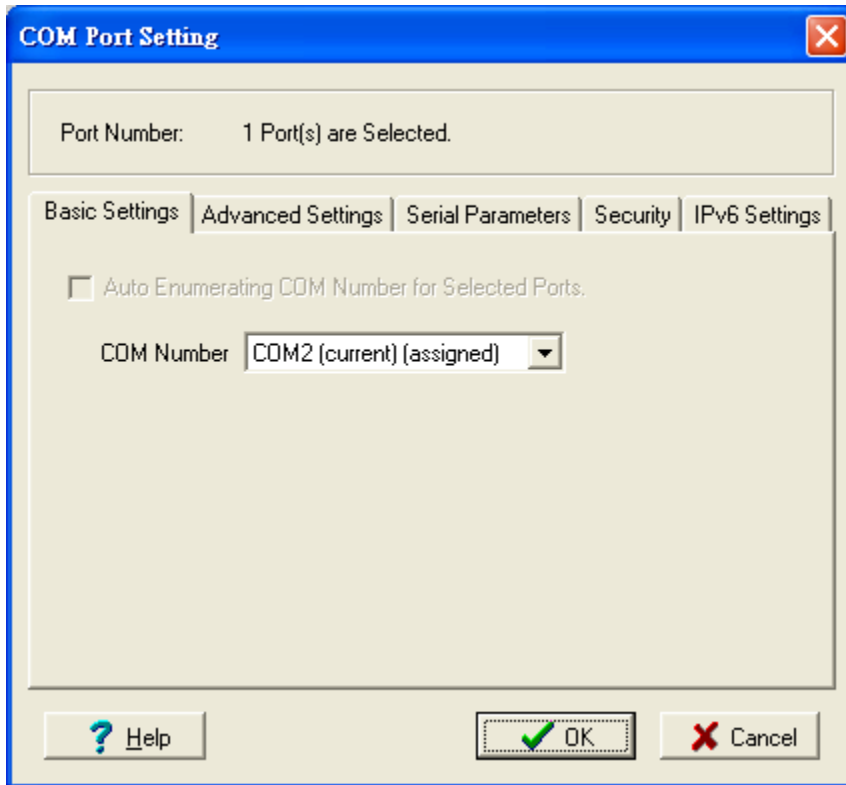 COM Port Setting
Port Number: 1 Port(s) are Selected.
Basic Settings Advanced Settings Serial Parameters Security IPv6 Settings
Auto Enumerating COM Number for Selected Ports.
COM Number COM2 (current) (assigned)
? Help OK Cancel